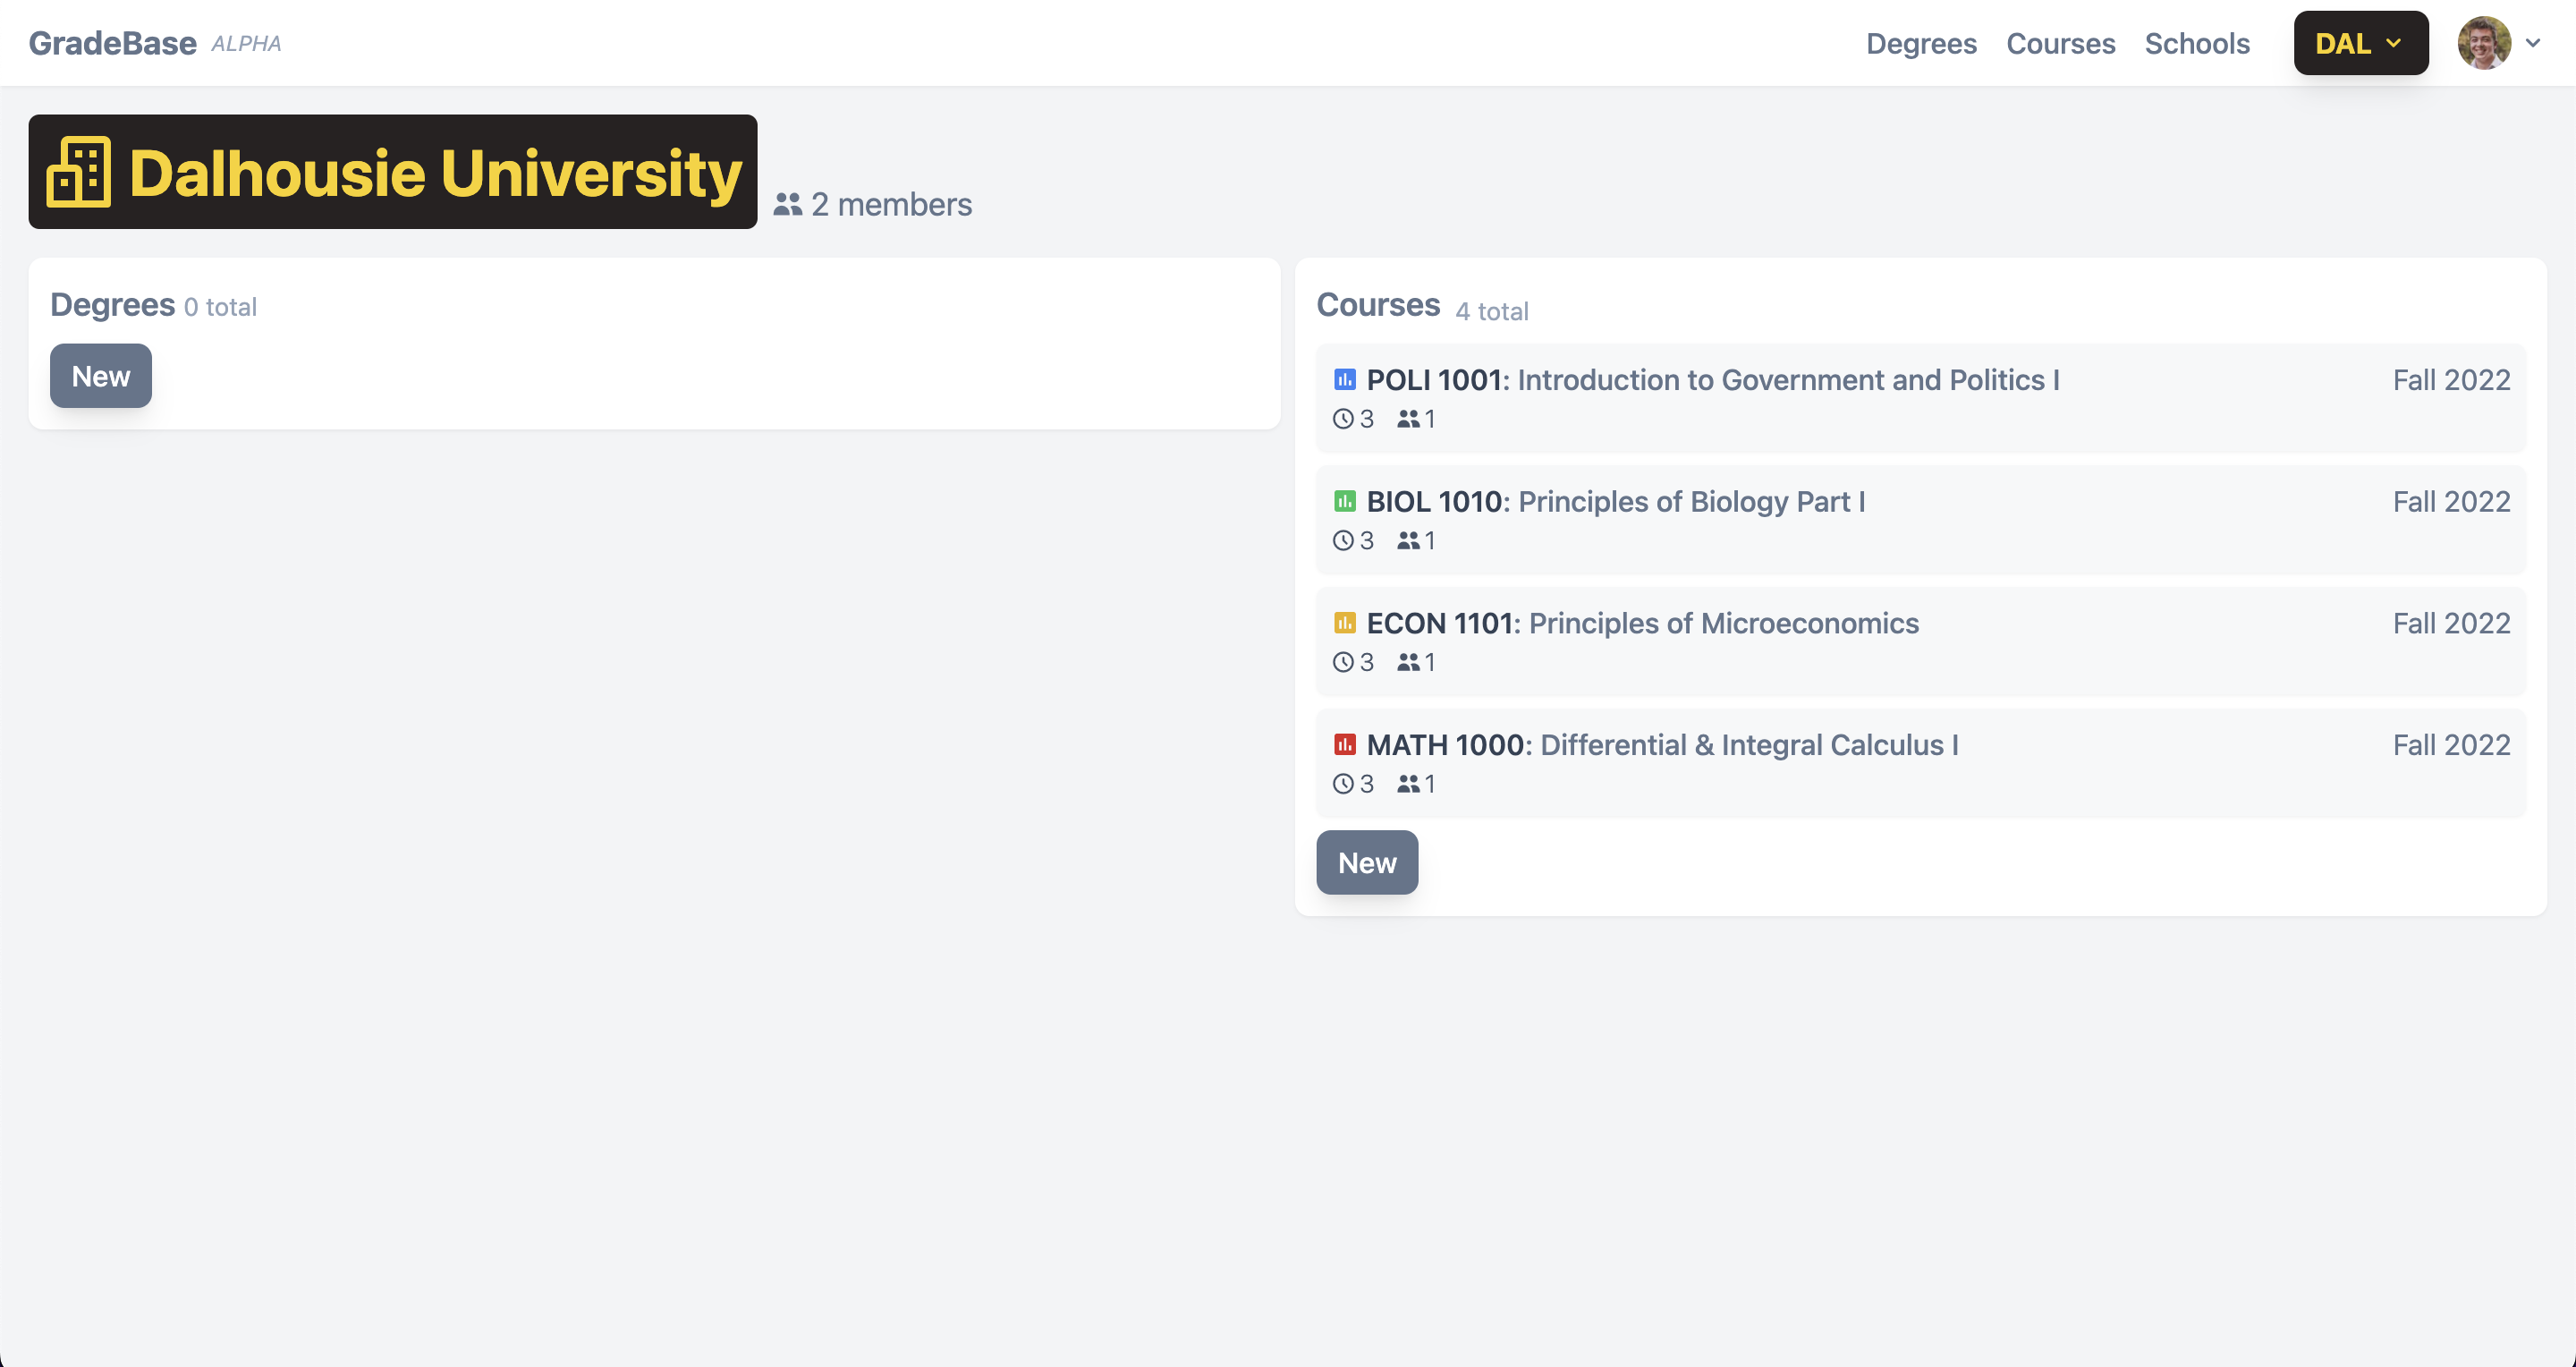 GradeBase ALPHA
Degrees Courses Schools DAL
Dalhousie University
2 members
Degrees 0 total
New
Courses 4 total
POLI 1001: Introduction to Government and Politics I Fall 2022
3 1
BIOL 1010: Principles of Biology Part I Fall 2022
3 1
ECON 1101: Principles of Microeconomics Fall 2022
3 1
MATH 1000: Differential & Integral Calculus I Fall 2022
3 1
New